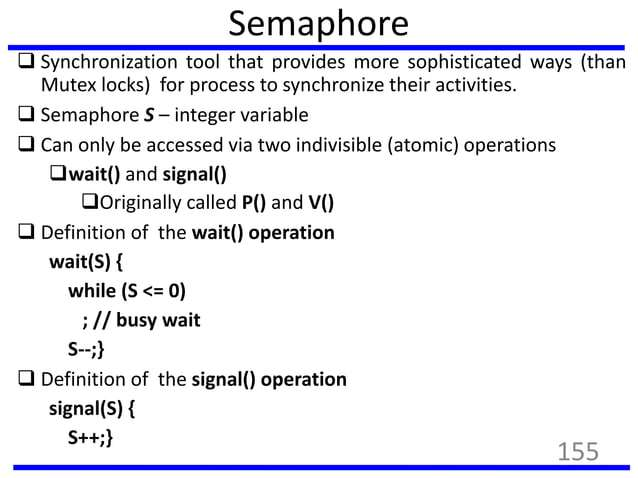 Semaphore
❑ Synchronization tool that provides more sophisticated ways (than
Mutex locks)  for process to synchronize their activities.
❑ Semaphore S – integer variable
❑ Can only be accessed via two indivisible (atomic) operations
❑wait() and signal()
❑Originally called P() and V()
❑ Definition of  the wait() operation
wait(S) {
while (S <= 0)
; // busy wait
S--;}
❑ Definition of  the signal() operation
signal(S) {
S++;}
155